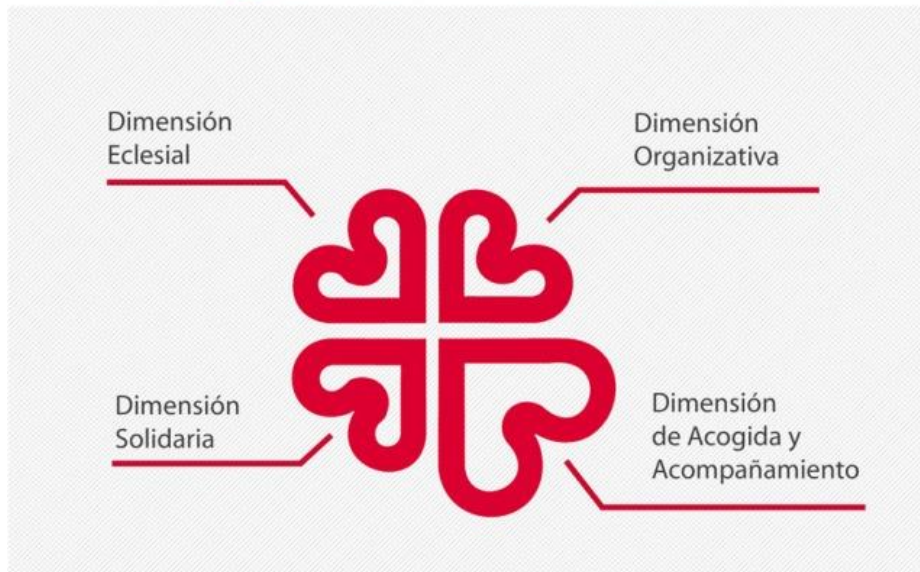 Dimensión
Eclesial
Dimensión
Organizativa
Dimensión
Solidaria
Dimensión
de Acogida y
Acompañamiento